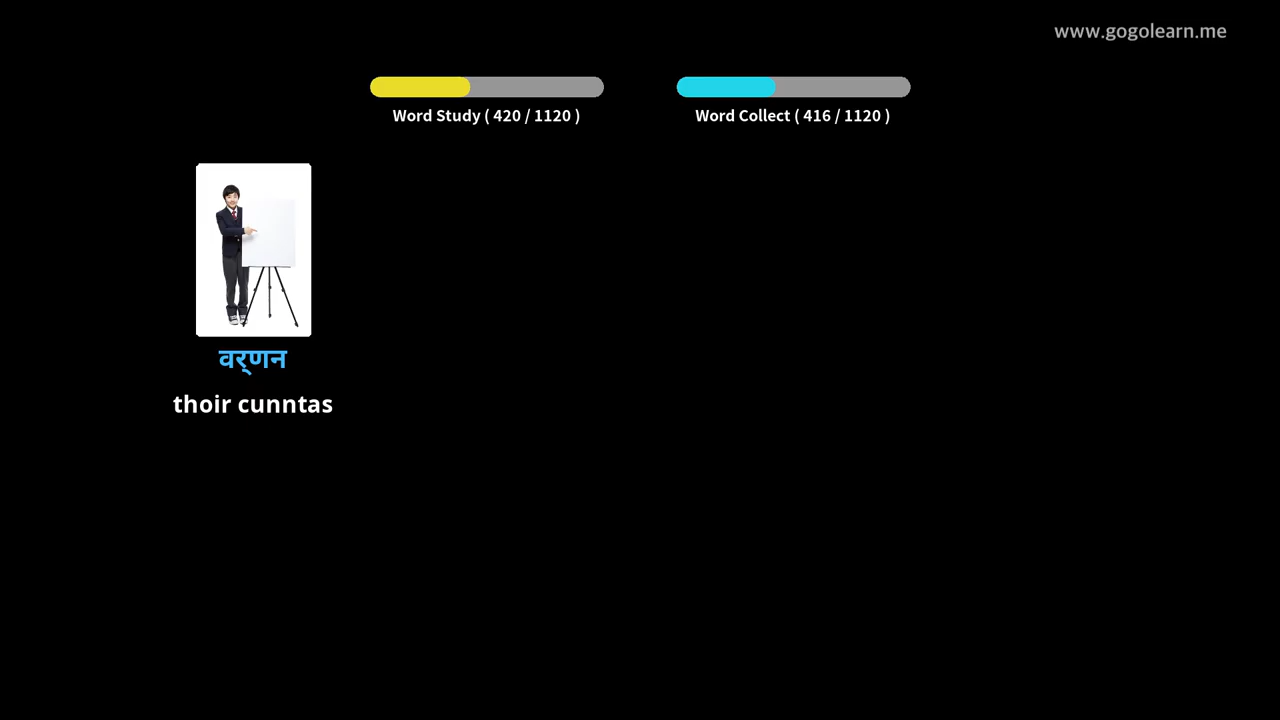 www.gogolearn.me
Word Study ( 420 / 1120 )
Word Collect ( 416 / 1120 )
वर्‌णन
thoir cunntas